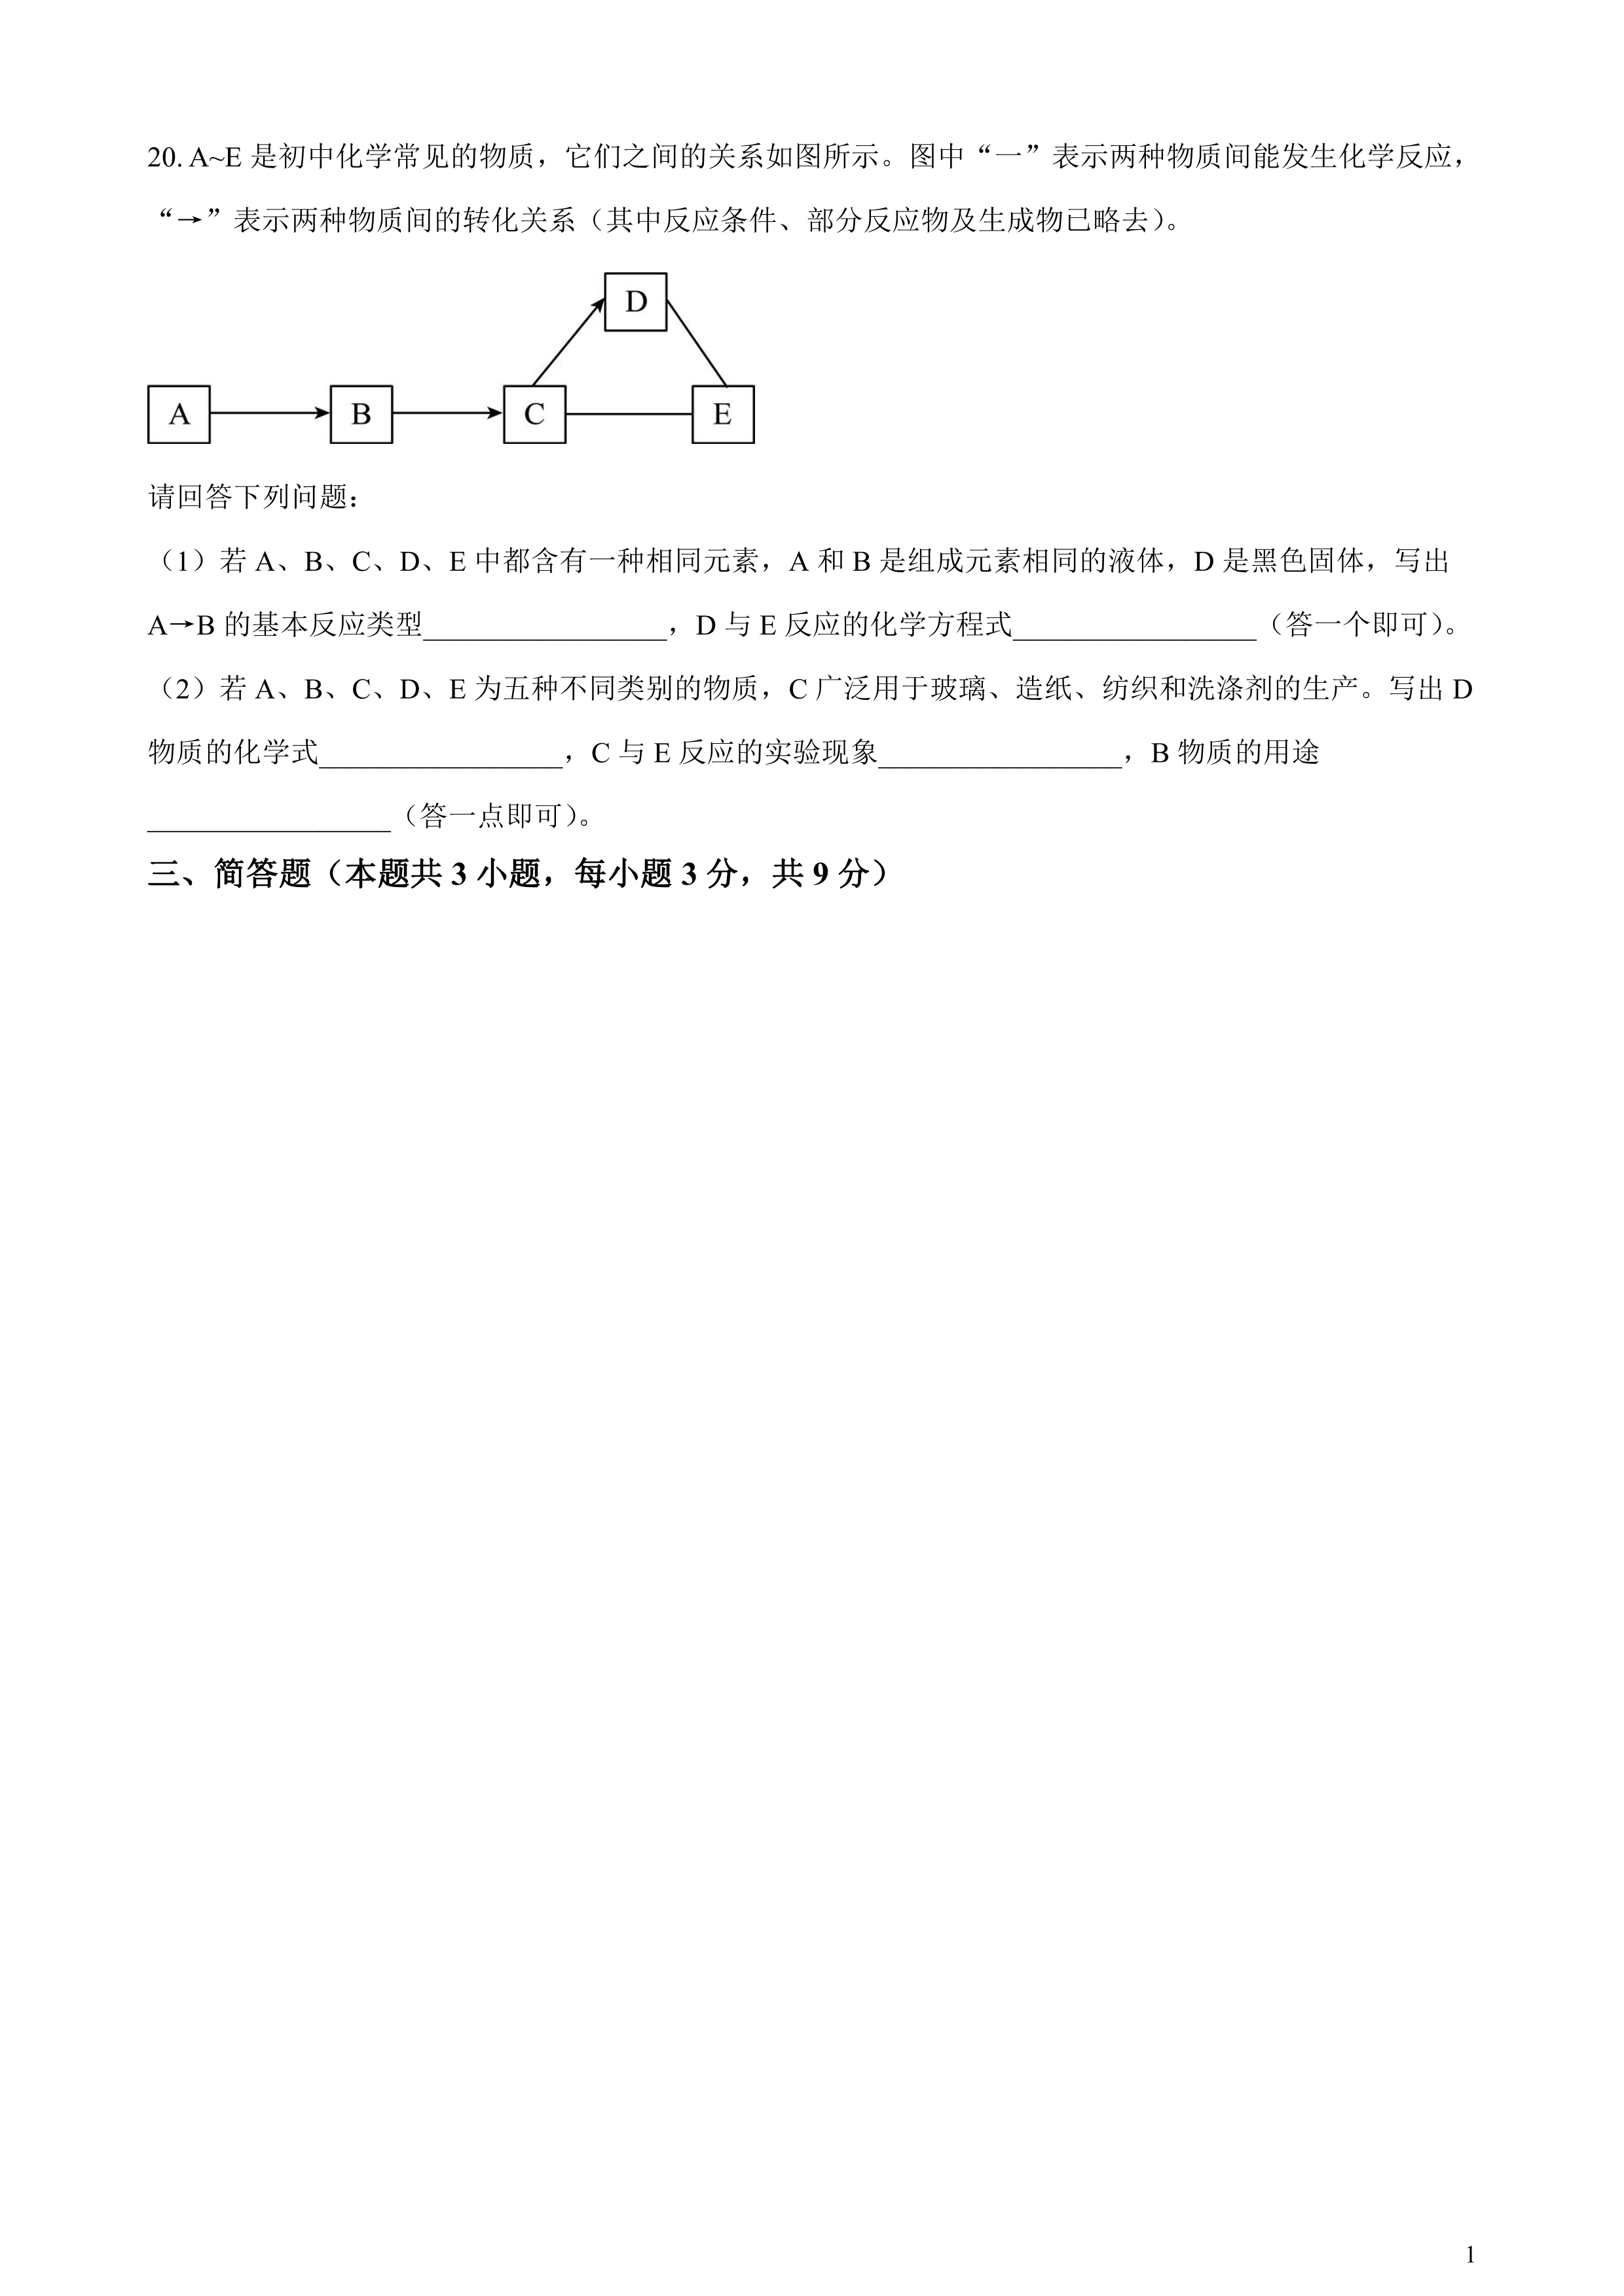 20. A~E 是初中化学常见的物质，它们之间的关系如图所示。图中“一”表示两种物质间能发生化学反应，
“→”表示两种物质间的转化关系（其中反应条件、部分反应物及生成物已略去）。
D
A B C E
请回答下列问题：
（1）若 A、B、C、D、E 中都含有一种相同元素，A 和 B 是组成元素相同的液体，D 是黑色固体，写出
A→B 的基本反应类型_________________，D 与 E 反应的化学方程式_________________（答一个即可）。
（2）若 A、B、C、D、E 为五种不同类别的物质，C 广泛用于玻璃、造纸、纺织和洗涤剂的生产。写出 D
物质的化学式_________________，C 与 E 反应的实验现象_________________，B 物质的用途
_________________（答一点即可）。
三、简答题（本题共 3 小题，每小题 3 分，共 9 分）
1